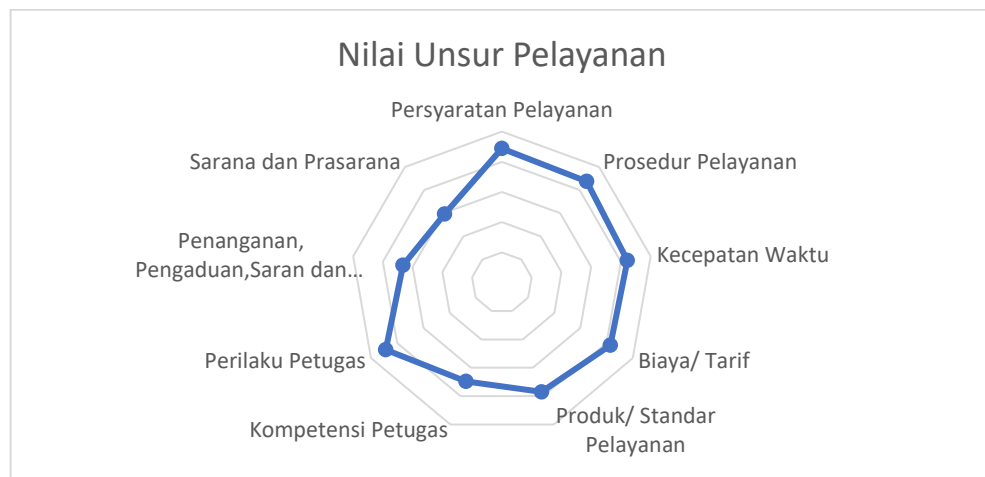 Nilai Unsur Pelayanan
Persyaratan Pelayanan
Prosedur Pelayanan
Kecepatan Waktu
Biaya/ Tarif
Produk/ Standar
Pelayanan
Kompetensi Petugas
Perilaku Petugas
Penanganan,
Pengaduan,Saran dan…
Sarana dan Prasarana